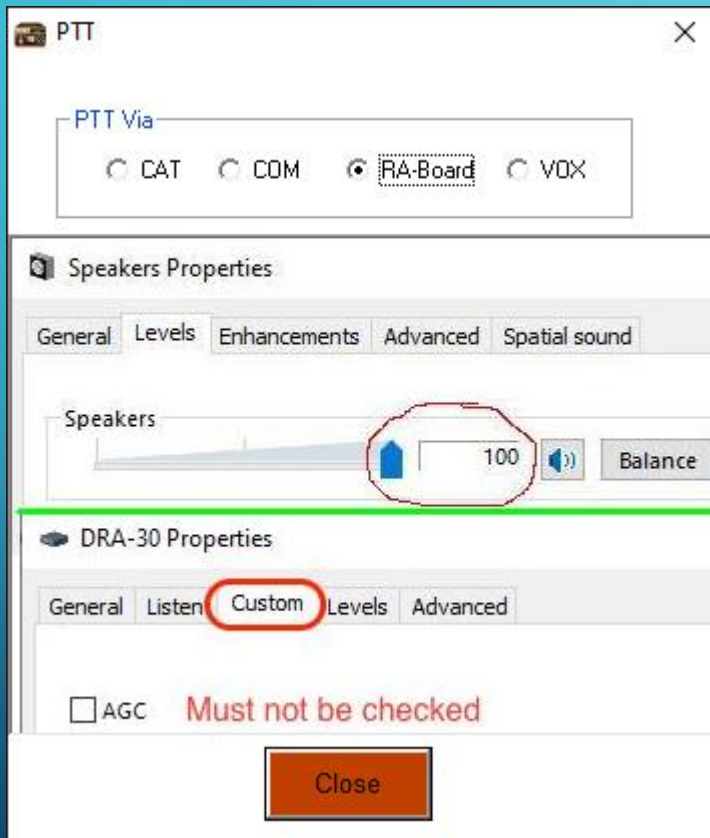 PTT
PTT Via
CAT COM RA-Board VOX
Speakers Properties
General Levels Enhancements Advanced Spatial sound
Speakers
100 Balance
DRA-30 Properties
General Listen Custom Levels Advanced
AGC Must not be checked
Close